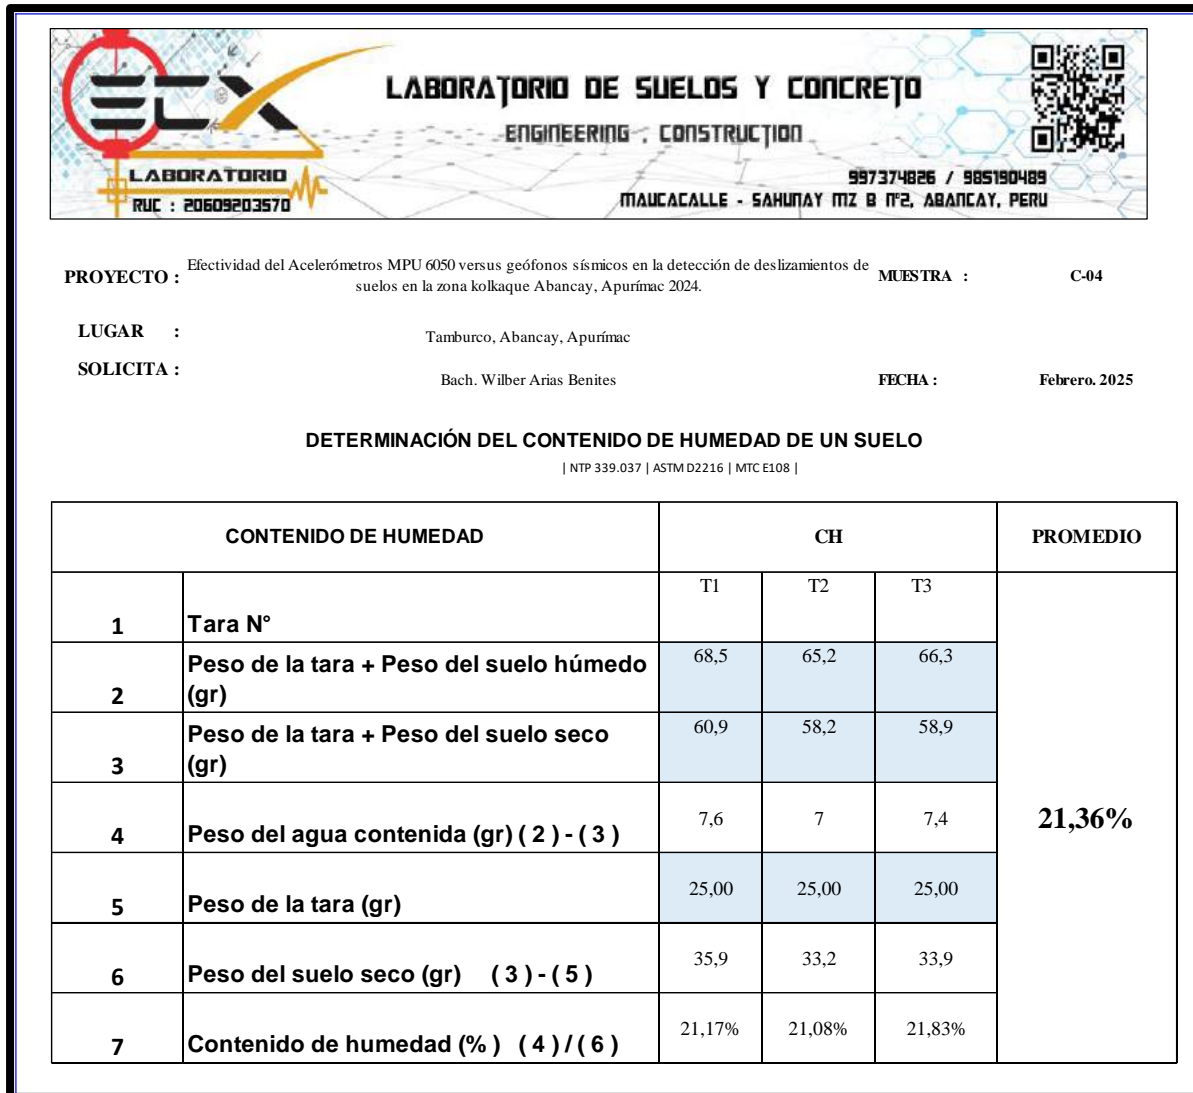 ECX
LABORATORIO
RUC : 20609203570
LABORATORIO DE SUELOS Y CONCRETO
ENGINEERING , CONSTRUCTION
997374826 / 985190489
MAUCACALLE - SAHUNAY MZ B N°2, ABANCAY, PERU
PROYECTO : Efectividad del Acelerómetros MPU 6050 versus geófonos sísmicos en la detección de deslizamientos de MUESTRA : C-04
suelos en la zona kolkaque Abancay, Apurímac 2024.
LUGAR : Tamburco, Abancay, Apurímac
SOLICITA : Bach. Wilber Arias Benites FECHA : Febrero. 2025
DETERMINACIÓN DEL CONTENIDO DE HUMEDAD DE UN SUELO
| NTP 339.037 | ASTM D2216 | MTC E108 |
CONTENIDO DE HUMEDAD CH PROMEDIO
1 Tara N° T1 T2 T3
2 Peso de la tara + Peso del suelo húmedo (gr) 68,5 65,2 66,3
3 Peso de la tara + Peso del suelo seco (gr) 60,9 58,2 58,9
4 Peso del agua contenida (gr) ( 2 ) - ( 3 ) 7,6 7 7,4 21,36%
5 Peso de la tara (gr) 25,00 25,00 25,00
6 Peso del suelo seco (gr) ( 3 ) - ( 5 ) 35,9 33,2 33,9
7 Contenido de humedad (% ) ( 4 ) / ( 6 ) 21,17% 21,08% 21,83%